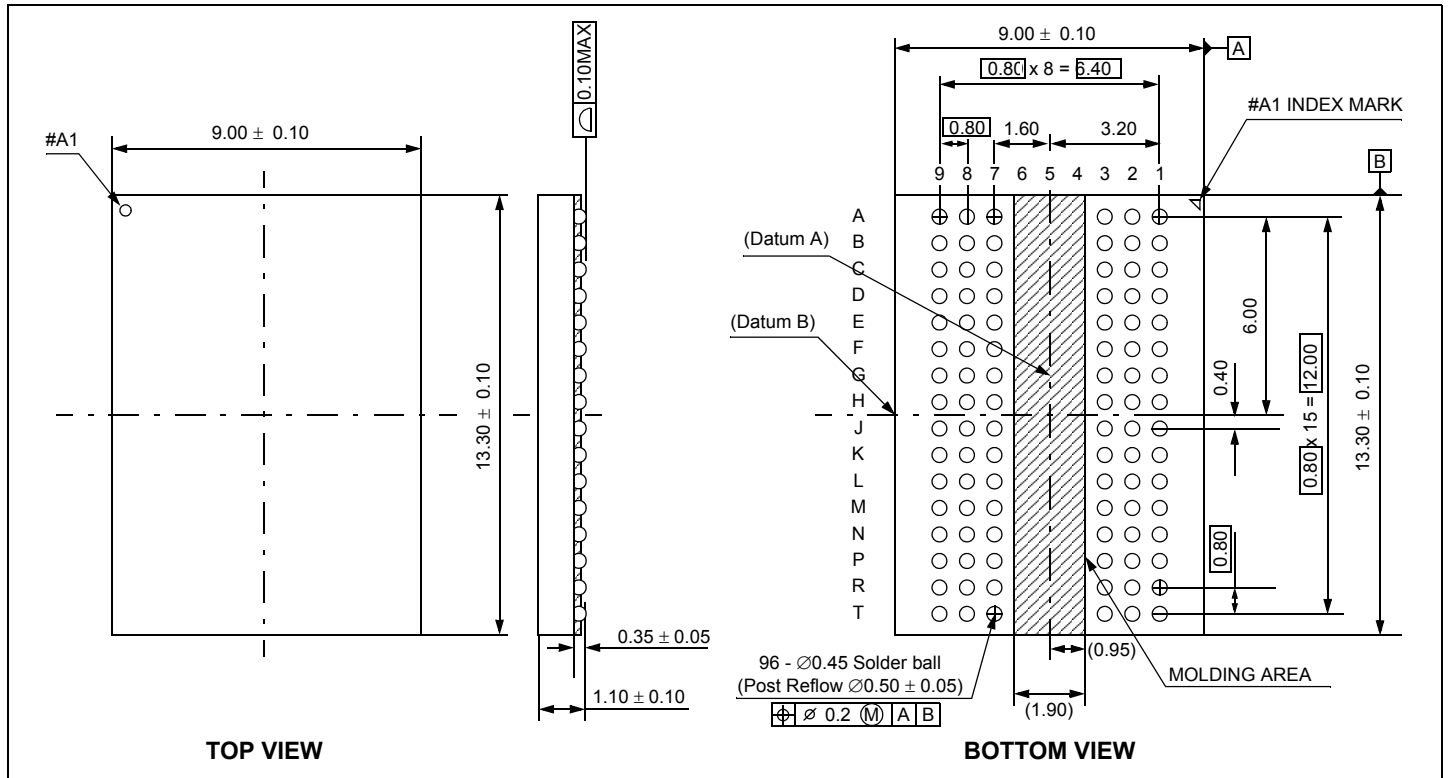 #A1
9.00 ± 0.10
13.30 ± 0.10
TOP VIEW
0.10MAX
0.35 ± 0.05
1.10 ± 0.10
9.00 ± 0.10
A
0.80 x 8 = 6.40
#A1 INDEX MARK
0.80
1.60
3.20
B
9 8 7 6 5 4 3 2 1
A
B
C
D
E
F
G
H
J
K
L
M
N
P
R
T
(Datum A)
(Datum B)
6.00
0.40
0.80 x 15 = 12.00
13.30 ± 0.10
0.80
(0.95)
MOLDING AREA
(1.90)
96 - ∅0.45 Solder ball
(Post Reflow ∅0.50 ± 0.05)
⌖ ⌀ 0.2 Ⓜ A B
BOTTOM VIEW